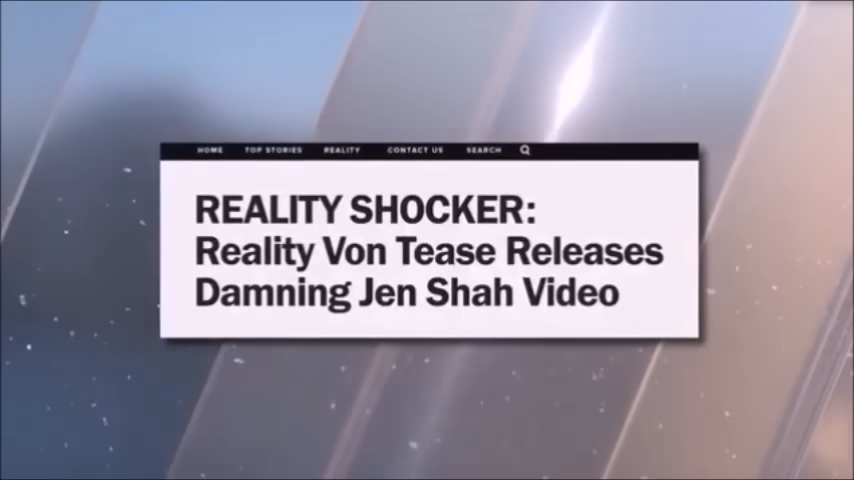 HOME TOP STORIES REALITY CONTACT US SEARCH
REALITY SHOCKER:
Reality Von Tease Releases
Damning Jen Shah Video